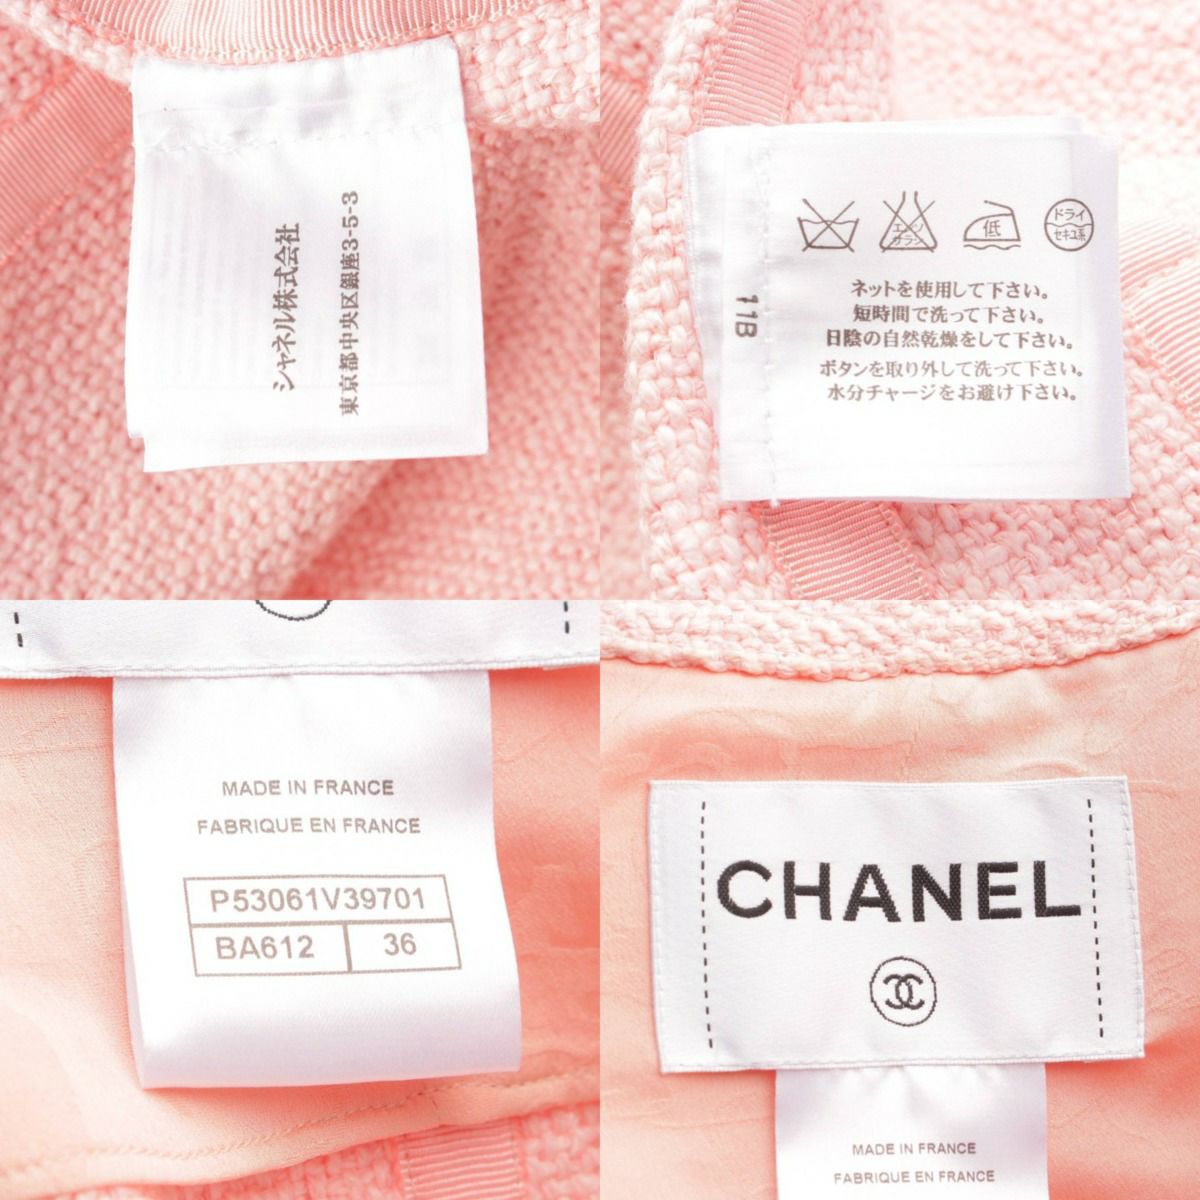 シャネル株式会社
東京都中央区銀座3-5-3
エンソ
サラシ
低
ドライ
セキユ系
11B
ネットを使用して下さい。
短時間で洗って下さい。
日陰の自然乾燥をして下さい。
ボタンを取り外して洗って下さい。
水分チャージをお避け下さい。
MADE IN FRANCE
FABRIQUE EN FRANCE
P53061V39701
BA612 36
CHANEL
MADE IN FRANCE
FABRIQUE EN FRANCE